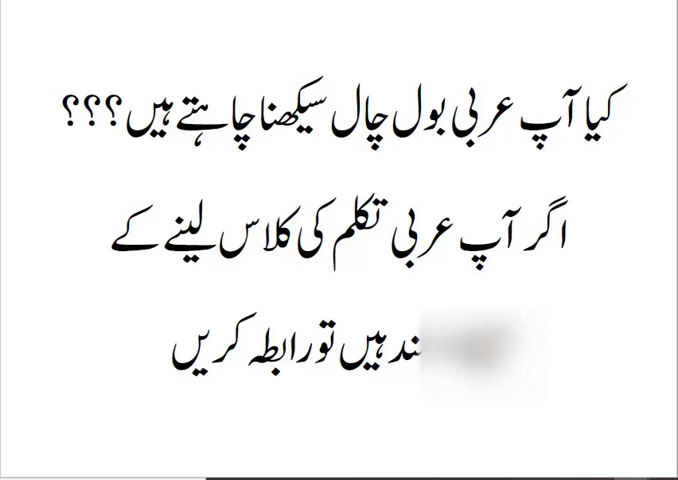 کیا آپ عربی بول چال سیکھنا چاہتے ہیں؟؟؟
اگر آپ عربی تکلم کی کلاس لینے کے
ہیں تو رابطہ کریں